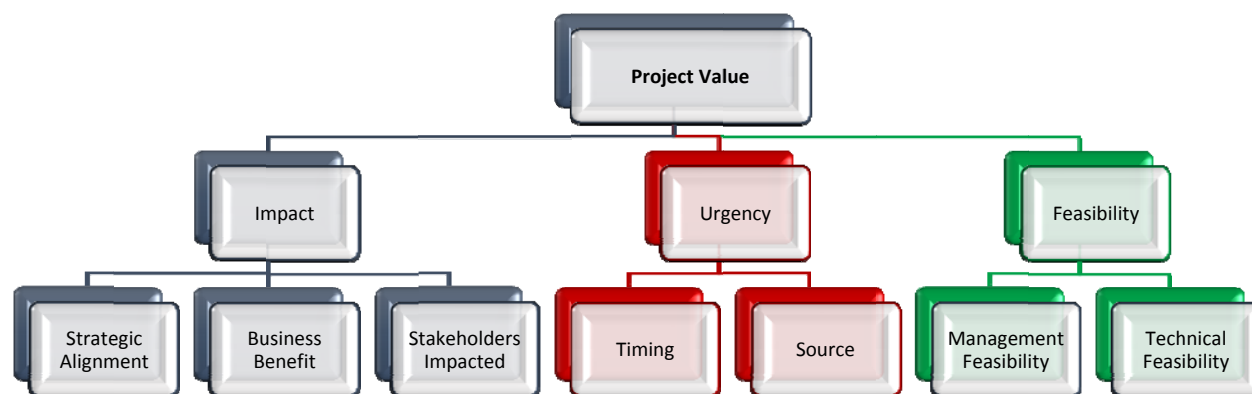 Project Value
Impact
Urgency
Feasibility
Strategic
Alignment
Business
Benefit
Stakeholders
Impacted
Timing
Source
Management
Feasibility
Technical
Feasibility